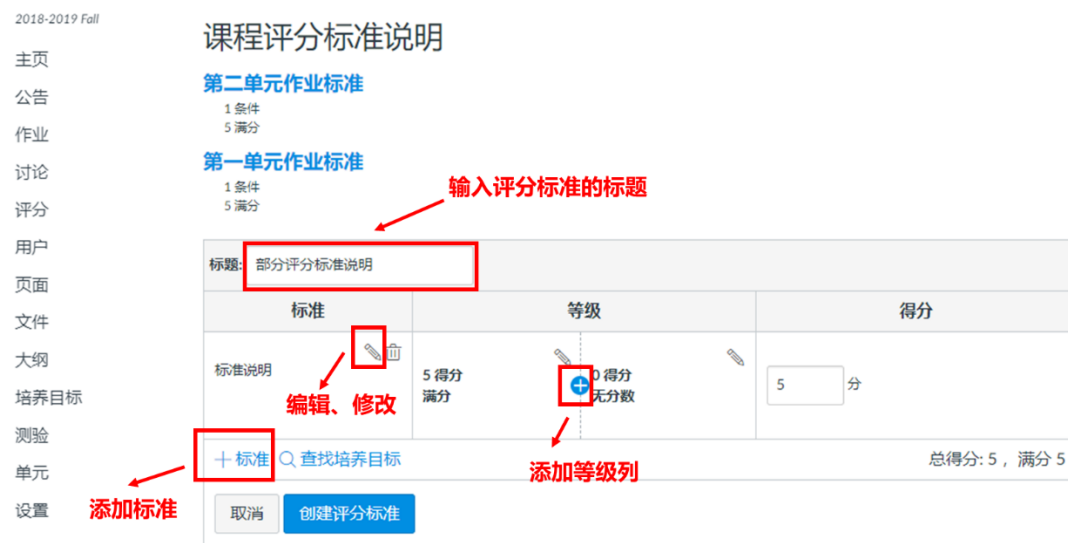 2018-2019 Fall
主页
公告
作业
讨论
评分
用户
页面
文件
大纲
培养目标
测验
单元
设置
课程评分标准说明
第二单元作业标准
1 条件
5 满分
第一单元作业标准
1 条件
5 满分
输入评分标准的标题
标题: 部分评分标准说明
标准 等级 得分
标准说明
5 得分
满分
0 得分
无分数
5 分
编辑、修改
添加等级列
标准 查找培养目标 总得分: 5 ，满分 5
添加标准
取消 创建评分标准